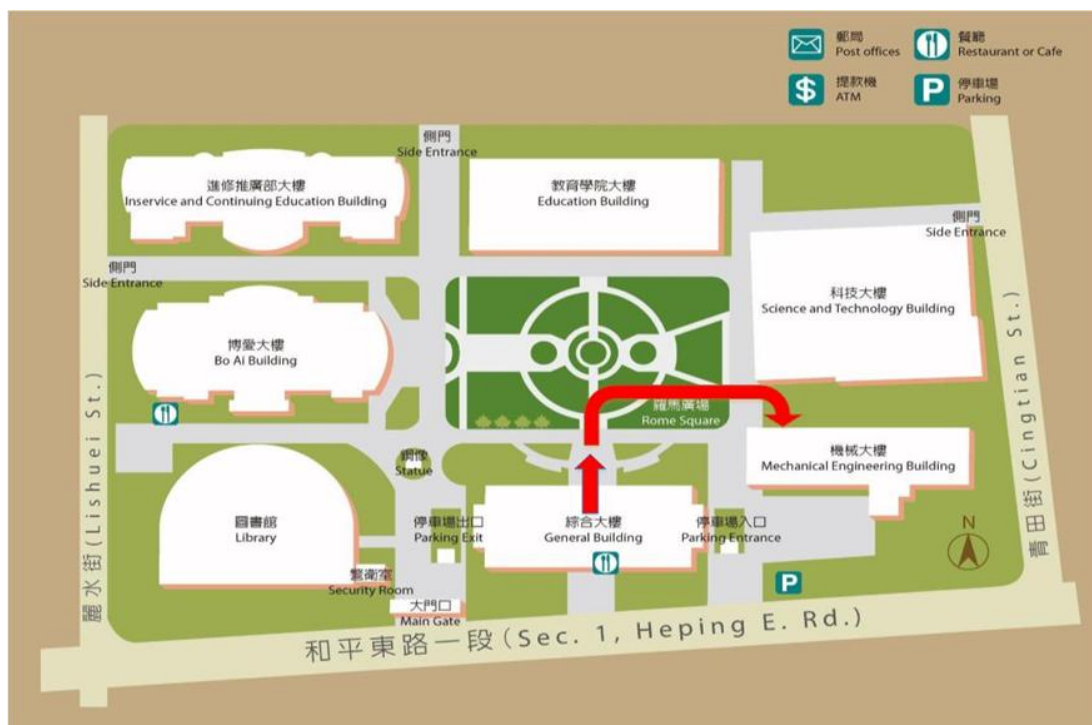 郵局
Post offices
餐廳
Restaurant or Cafe
提款機
ATM
P
停車場
Parking
側門
Side Entrance
進修推廣部大樓
Inservice and Continuing Education Building
教育學院大樓
Education Building
側門
Side Entrance
側門
Side Entrance
科技大樓
Science and Technology Building
博愛大樓
Bo Ai Building
羅馬廣場
Rome Square
銅像
Statue
機械大樓
Mechanical Engineering Building
圖書館
Library
停車場出口
Parking Exit
綜合大樓
General Building
停車場入口
Parking Entrance
N
警衛室
Security Room
P
大門口
Main Gate
麗水街(Lishuei St.)
青田街(Cingtian St.)
和平東路一段(Sec. 1, Heping E. Rd.)